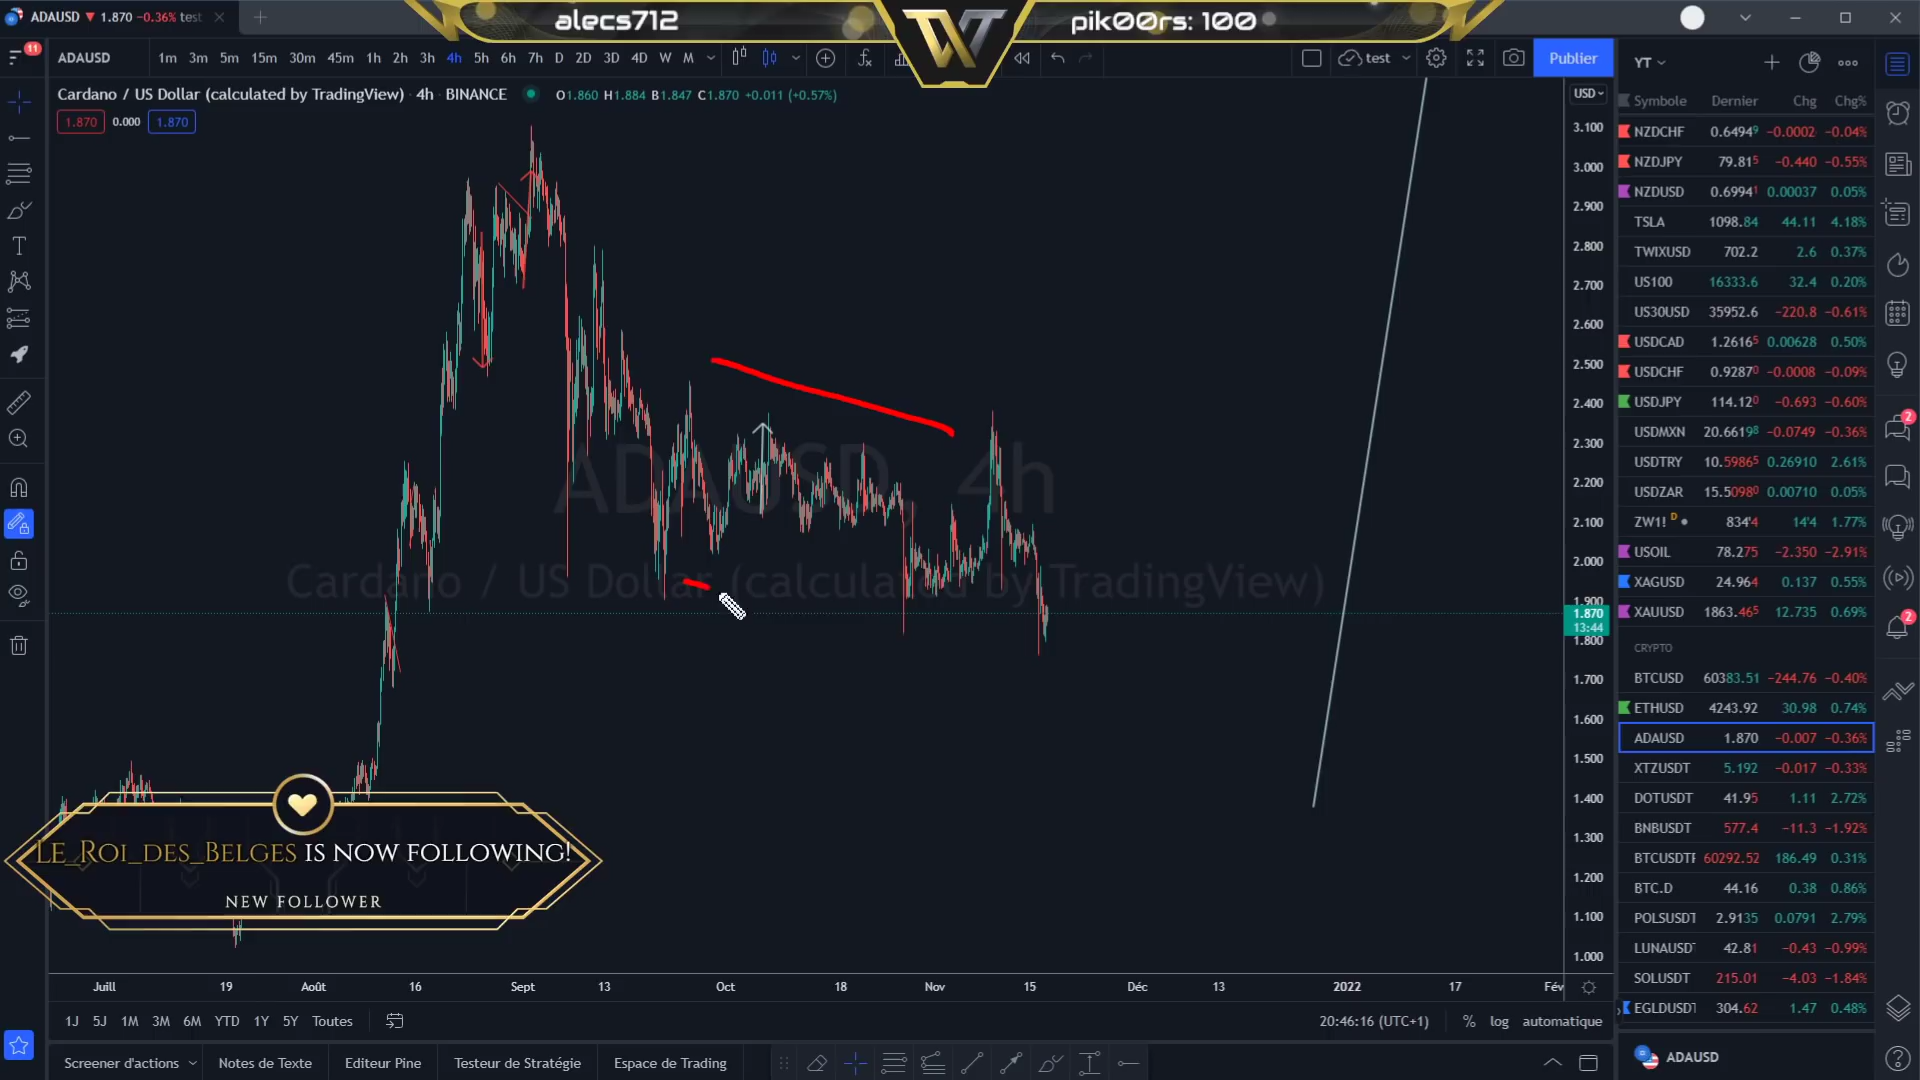 ADAUSD ▼ 1.870 −0.36% test
alecs712
pik00rs: 100
11
ADAUSD 1m 3m 5m 15m 30m 45m 1h 2h 3h 4h 5h 6h 7h D 2D 3D 4D W M
test Publier
YT
Cardano / US Dollar (calculated by TradingView) · 4h · BINANCE O1.860 H1.884 B1.847 C1.870 +0.011 (+0.57%)
1.870 0.000 1.870
USD
Symbole Dernier Chg Chg%
NZDCHF 0.6494⁹ −0.0002 −0.04%
NZDJPY 79.81⁵ −0.440 −0.55%
NZDUSD 0.6994¹ 0.00037 0.05%
TSLA 1098.84 44.11 4.18%
TWIXUSD 702.2 2.6 0.37%
US100 16333.6 32.4 0.20%
US30USD 35952.6 −220.8 −0.61%
USDCAD 1.2616⁵ 0.00628 0.50%
USDCHF 0.9287⁰ −0.0008 −0.09%
USDJPY 114.12⁰ −0.693 −0.60%
USDMXN 20.6619⁸ −0.0749 −0.36%
USDTRY 10.5986⁵ 0.26910 2.61%
USDZAR 15.5098⁰ 0.00710 0.05%
ZW1! D 834'4 14'4 1.77%
USOIL 78.275 −2.350 −2.91%
XAGUSD 24.964 0.137 0.55%
XAUUSD 1863.46⁵ 12.735 0.69%
CRYPTO
BTCUSD 60383.51 −244.76 −0.40%
ETHUSD 4243.92 30.98 0.74%
ADAUSD 1.870 −0.007 −0.36%
XTZUSDT 5.192 −0.017 −0.33%
DOTUSDT 41.95 1.11 2.72%
BNBUSDT 577.4 −11.3 −1.92%
BTCUSDTF 60292.52 186.49 0.31%
BTC.D 44.16 0.38 0.86%
POLSUSDT 2.9135 0.0791 2.79%
LUNAUSDT 42.81 −0.43 −0.99%
SOLUSDT 215.01 −4.03 −1.84%
EGLDUSDT 304.62 1.47 0.48%
ADAUSD
2
2
3.100
3.000
2.900
2.800
2.700
2.600
2.500
2.400
2.300
2.200
2.100
2.000
1.900
1.870
13:44
1.800
1.700
1.600
1.500
1.400
1.300
1.200
1.100
1.000
ADAUSD, 4h
Cardano / US Dollar (calculated by TradingView)
LE_ROI_DES_BELGES IS NOW FOLLOWING!
NEW FOLLOWER
Juill 19 Août 16 Sept 13 Oct 18 Nov 15 Déc 13 2022 17 Fév
1J 5J 1M 3M 6M YTD 1Y 5Y Toutes
20:46:16 (UTC+1) % log automatique
Screener d'actions Notes de Texte Editeur Pine Testeur de Stratégie Espace de Trading